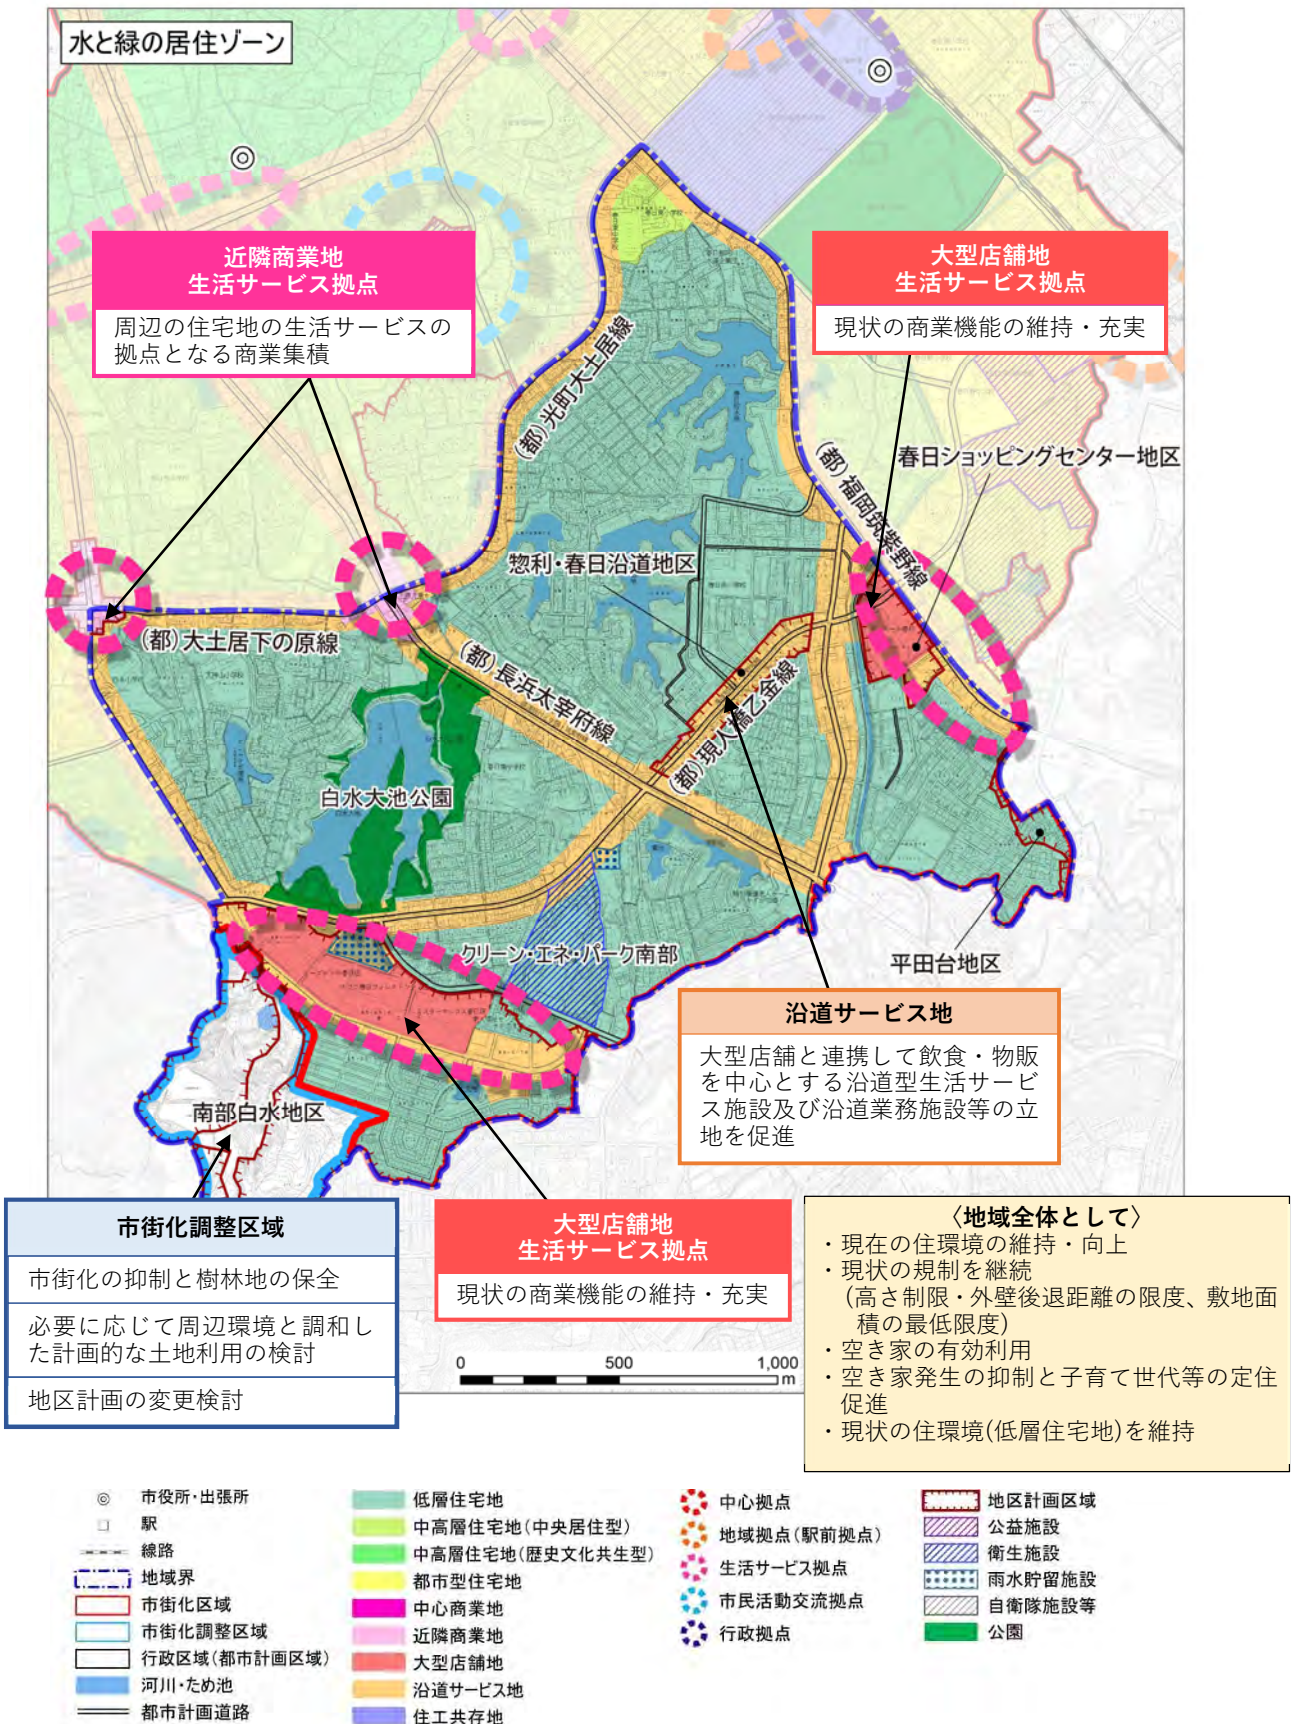 水と緑の居住ゾーン
近隣商業地
生活サービス拠点
周辺の住宅地の生活サービスの
拠点となる商業集積
大型店舗地
生活サービス拠点
現状の商業機能の維持・充実
(都)光町大土居線
(都)福岡筑紫野線
春日ショッピングセンター地区
惣利・春日沿道地区
(都)大土居下の原線
(都)長浜太宰府線
(都)現人橋乙金線
白水大池公園
クリーン・エネ・パーク南部
平田台地区
沿道サービス地
大型店舗と連携して飲食・物販
を中心とする沿道型生活サービ
ス施設及び沿道業務施設等の立
地を促進
南部白水地区
市街化調整区域
市街化の抑制と樹林地の保全
必要に応じて周辺環境と調和し
た計画的な土地利用の検討
地区計画の変更検討
大型店舗地
生活サービス拠点
現状の商業機能の維持・充実
0 500 1,000
m
〈地域全体として〉
・現在の住環境の維持・向上
・現状の規制を継続
(高さ制限・外壁後退距離の限度、敷地面
積の最低限度)
・空き家の有効利用
・空き家発生の抑制と子育て世代等の定住
促進
・現状の住環境(低層住宅地)を維持
市役所・出張所
駅
線路
地域界
市街化区域
市街化調整区域
行政区域(都市計画区域)
河川・ため池
都市計画道路
低層住宅地
中高層住宅地(中央居住型)
中高層住宅地(歴史文化共生型)
都市型住宅地
中心商業地
近隣商業地
大型店舗地
沿道サービス地
住工共存地
中心拠点
地域拠点(駅前拠点)
生活サービス拠点
市民活動交流拠点
行政拠点
地区計画区域
公益施設
衛生施設
雨水貯留施設
自衛隊施設等
公園